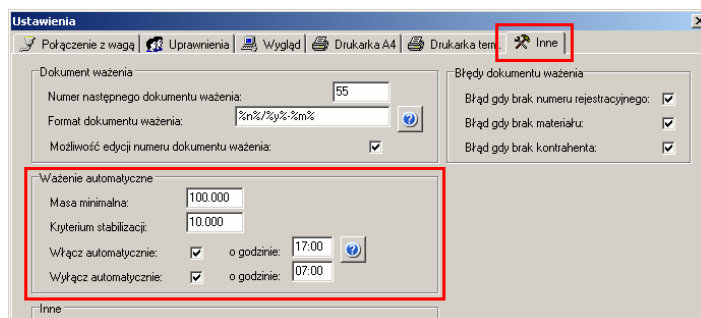 Ustawienia
Połączenie z wagą Uprawnienia Wygląd Drukarka A4 Drukarka term. Inne
Dokument ważenia
Numer następnego dokumentu ważenia: 55
Format dokumentu ważenia: %n%/%y%-%m%
Możliwość edycji numeru dokumentu ważenia:
Błędy dokumentu ważenia
Błąd gdy brak numeru rejestracyjnego:
Błąd gdy brak materiału:
Błąd gdy brak kontrahenta:
Ważenie automatyczne
Masa minimalna: 100.000
Kryterium stabilizacji: 10.000
Włącz automatycznie: o godzinie: 17:00
Wyłącz automatycznie: o godzinie: 07:00
Inne